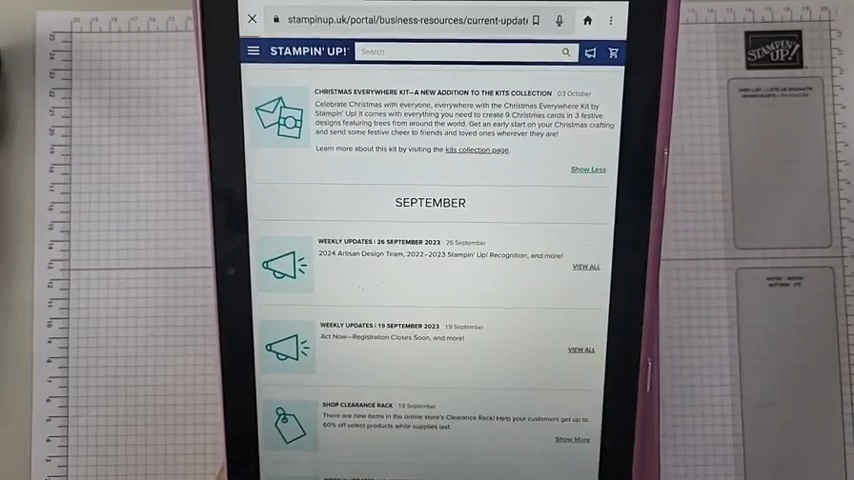 stampinup.uk/portal/business-resources/current-update
STAMPIN' UP!
Search
STAMPIN' UP!
CHRISTMAS EVERYWHERE KIT—A NEW ADDITION TO THE KITS COLLECTION 03 October
Celebrate Christmas with everyone, everywhere with the Christmas Everywhere Kit by
Stampin' Up! It comes with everything you need to create 9 Christmas cards in 3 festive
designs featuring trees from around the world. Get an early start on your Christmas crafting
and send some festive cheer to friends and loved ones wherever they are!
Learn more about this kit by visiting the kits collection page.
Show Less
SEPTEMBER
WEEKLY UPDATES | 26 SEPTEMBER 2023 26 September
2024 Artisan Design Team, 2022–2023 Stampin' Up! Recognition, and more!
VIEW ALL
WEEKLY UPDATES | 19 SEPTEMBER 2023 19 September
Act Now—Registration Closes Soon, and more!
VIEW ALL
SHOP CLEARANCE RACK 19 September
There are new items in the online store's Clearance Rack! Help your customers get up to
60% off select products while supplies last.
Show More